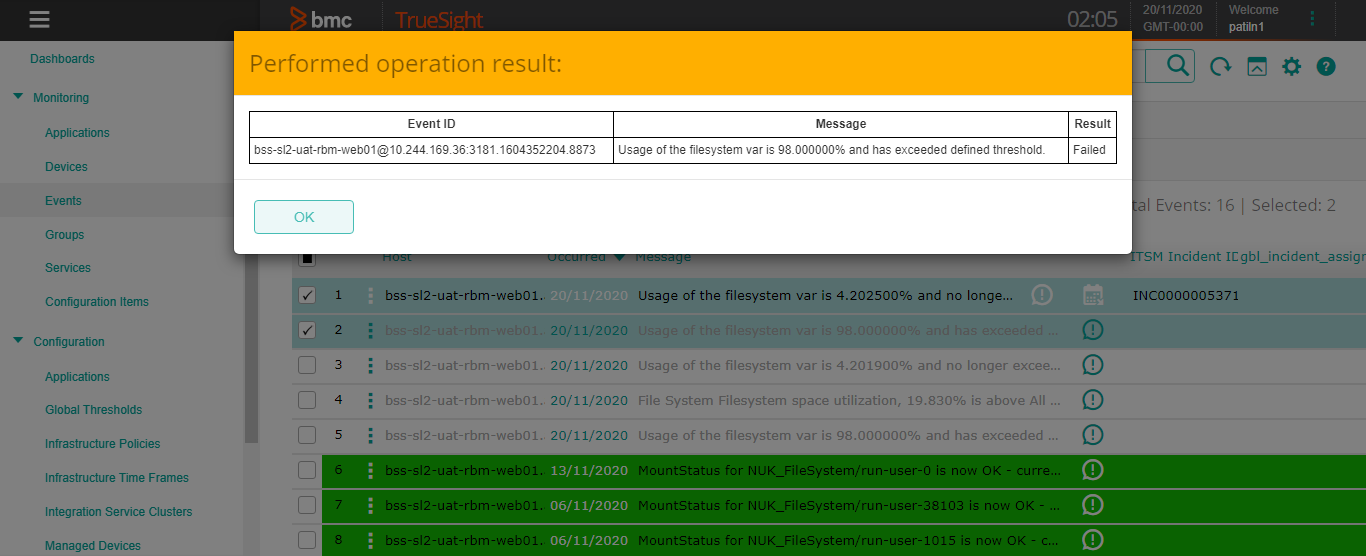 bmc TrueSight 02:05 20/11/2020 Welcome
GMT-00:00 patiln1
Dashboards
Monitoring
Applications
Devices
Events
Groups
Services
Configuration Items
Configuration
Applications
Global Thresholds
Infrastructure Policies
Infrastructure Time Frames
Integration Service Clusters
Managed Devices
Performed operation result:
Event ID Message Result
bss-sl2-uat-rbm-web01@10.244.169.36:3181.1604352204.8873 Usage of the filesystem var is 98.000000% and has exceeded defined threshold. Failed
OK
tal Events: 16 | Selected: 2
Host Occurred Message ITSM Incident ID gbl_incident_assign
1 bss-sl2-uat-rbm-web01.. 20/11/2020 Usage of the filesystem var is 4.202500% and no longe... INC0000005371
2 bss-sl2-uat-rbm-web01.. 20/11/2020 Usage of the filesystem var is 98.000000% and has exceeded ...
3 bss-sl2-uat-rbm-web01.. 20/11/2020 Usage of the filesystem var is 4.201900% and no longer excee...
4 bss-sl2-uat-rbm-web01.. 20/11/2020 File System Filesystem space utilization, 19.830% is above All ...
5 bss-sl2-uat-rbm-web01.. 20/11/2020 Usage of the filesystem var is 98.000000% and has exceeded ...
6 bss-sl2-uat-rbm-web01.. 13/11/2020 MountStatus for NUK_FileSystem/run-user-0 is now OK - curre...
7 bss-sl2-uat-rbm-web01.. 06/11/2020 MountStatus for NUK_FileSystem/run-user-38103 is now OK - ...
8 bss-sl2-uat-rbm-web01.. 06/11/2020 MountStatus for NUK_FileSystem/run-user-1015 is now OK - c...